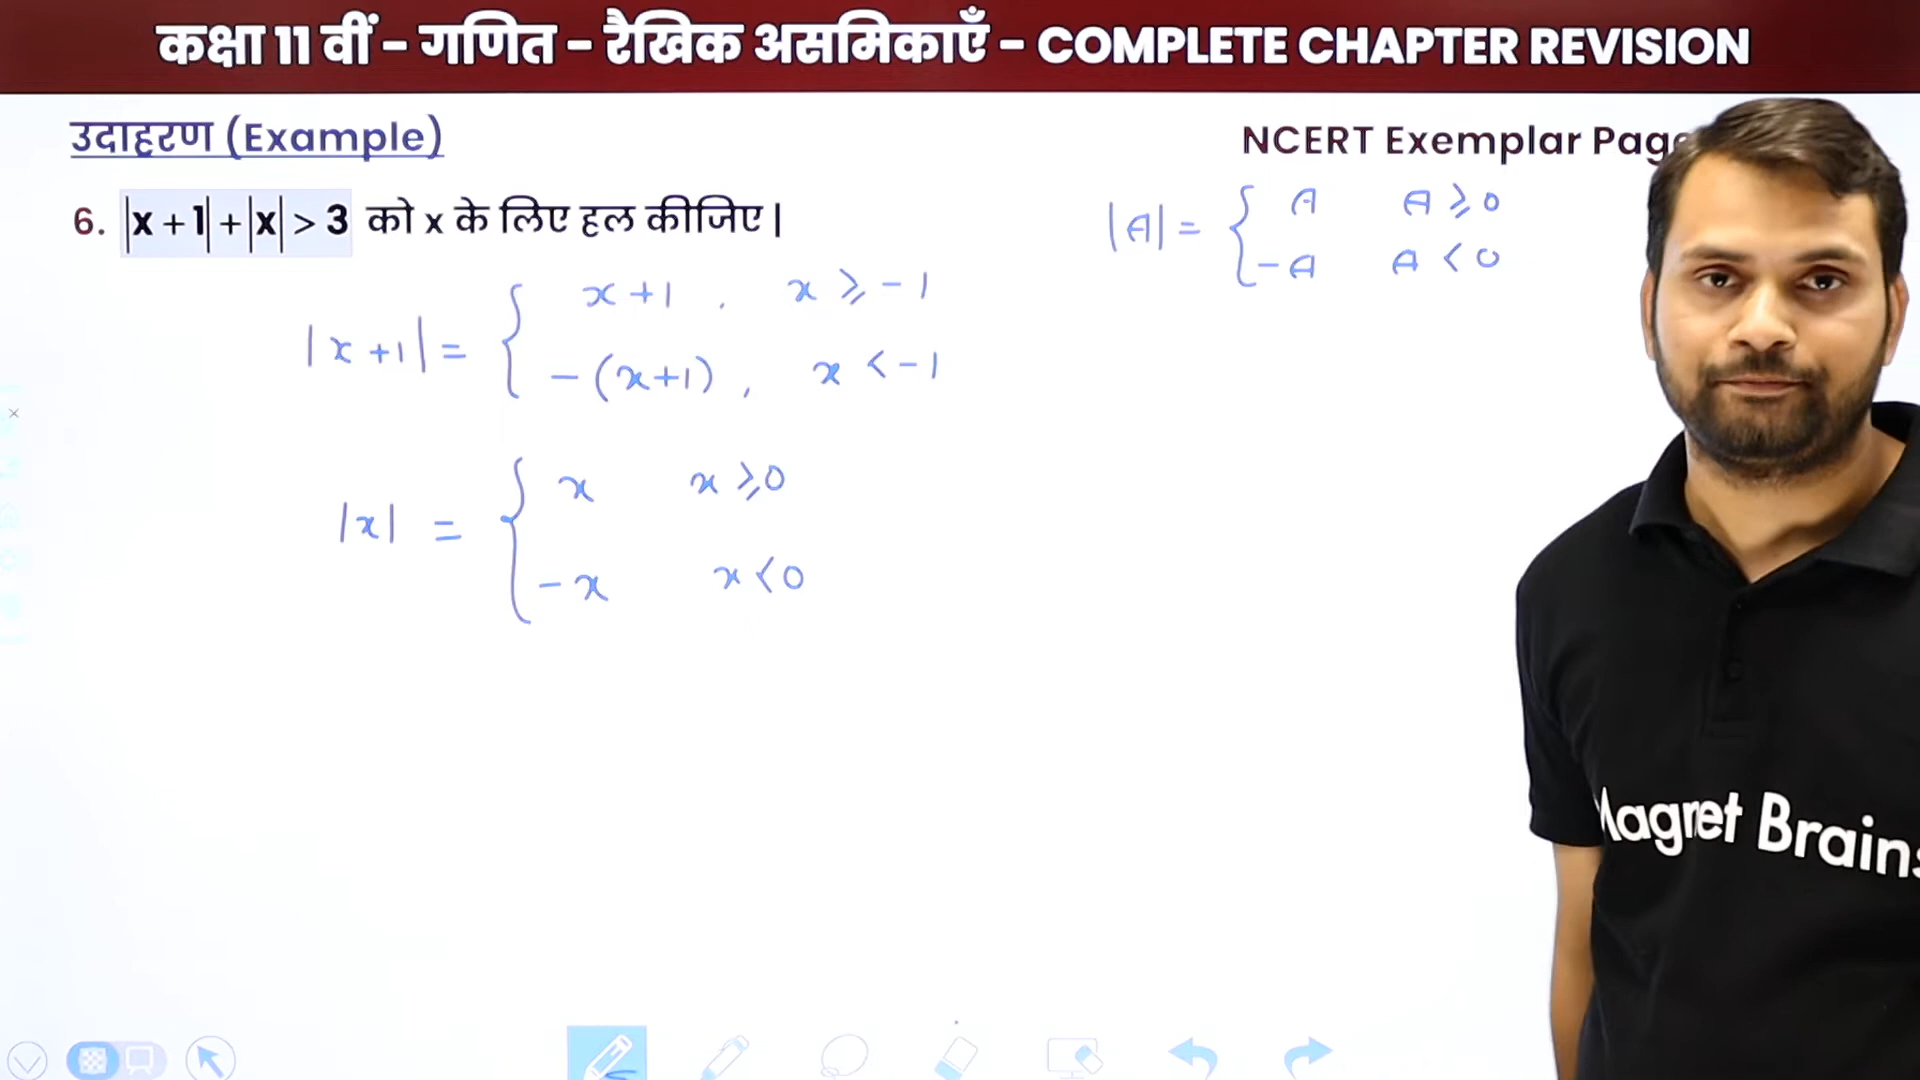 कक्षा 11 वीं - गणित - रैखिक असमिकाएँ - COMPLETE CHAPTER REVISION
उदाहरण (Example)
NCERT Exemplar Page
6. |x + 1| + |x| > 3 को x के लिए हल कीजिए |
|A| = { A A ≥ 0
-A A < 0
|x+1| = { x+1 , x ≥ -1
-(x+1) , x < -1
|x| = { x x ≥ 0
-x x < 0
Magnet Brains